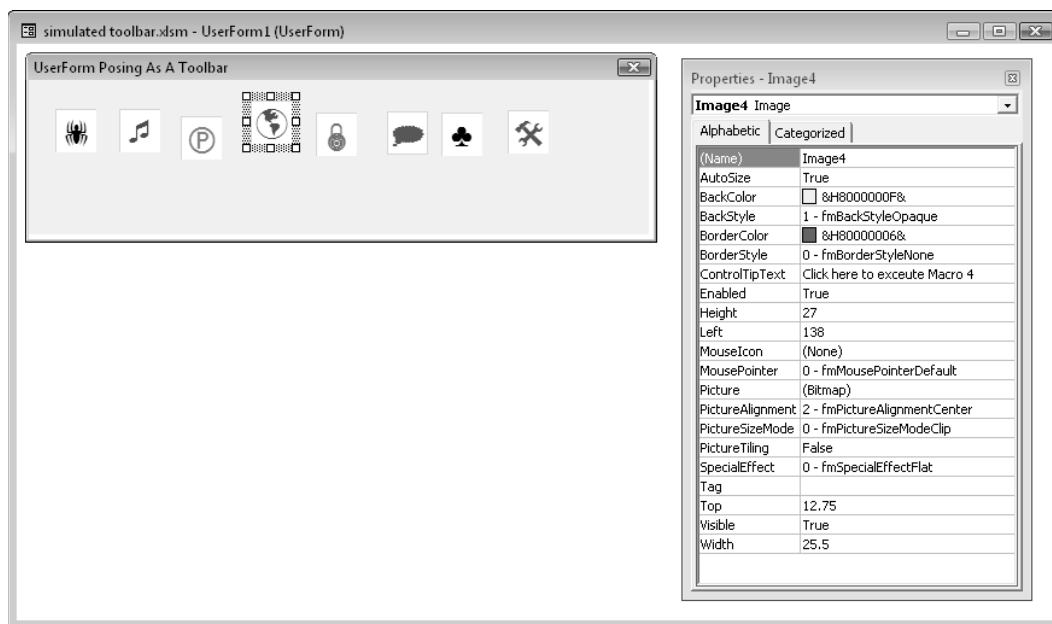 simulated toolbar.xlsm - UserForm1 (UserForm)
UserForm Posing As A Toolbar
P
Properties - Image4
Image4 Image
Alphabetic Categorized
(Name) Image4
AutoSize True
BackColor &H8000000F&
BackStyle 1 - fmBackStyleOpaque
BorderColor &H80000006&
BorderStyle 0 - fmBorderStyleNone
ControlTipText Click here to exceute Macro 4
Enabled True
Height 27
Left 138
MouseIcon (None)
MousePointer 0 - fmMousePointerDefault
Picture (Bitmap)
PictureAlignment 2 - fmPictureAlignmentCenter
PictureSizeMode 0 - fmPictureSizeModeClip
PictureTiling False
SpecialEffect 0 - fmSpecialEffectFlat
Tag
Top 12.75
Visible True
Width 25.5